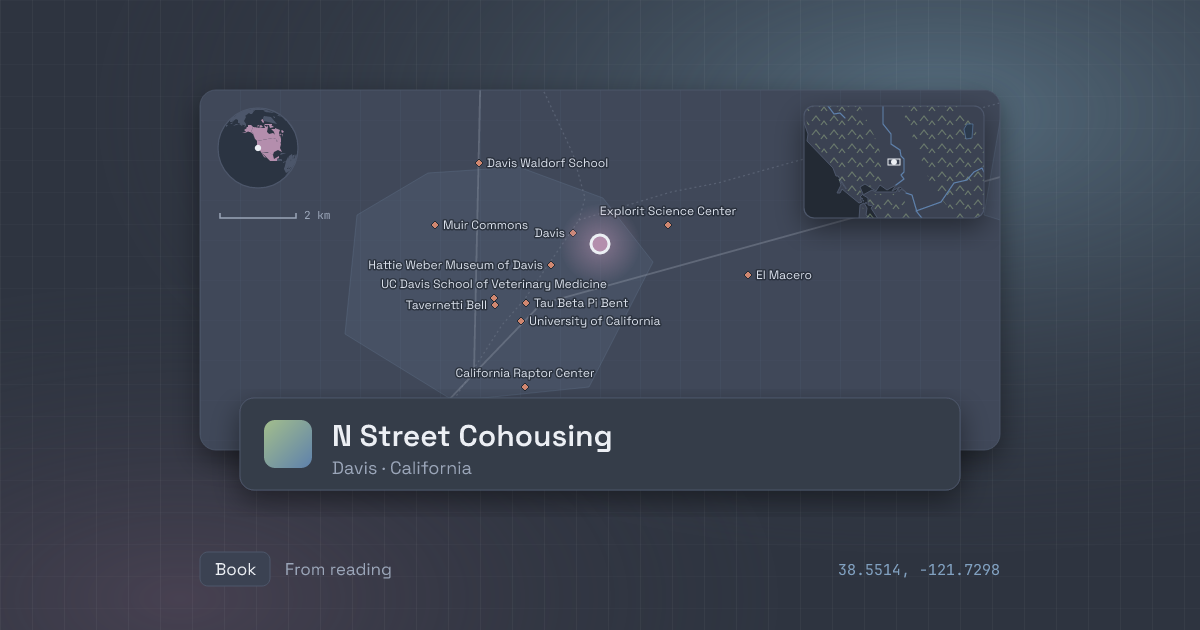 Davis Waldorf School
2 km
Explorit Science Center
Muir Commons
Davis
Hattie Weber Museum of Davis
El Macero
UC Davis School of Veterinary Medicine
Tavernetti Bell
Tau Beta Pi Bent
University of California
California Raptor Center
N Street Cohousing
Davis · California
Book
From reading
38.5514, -121.7298